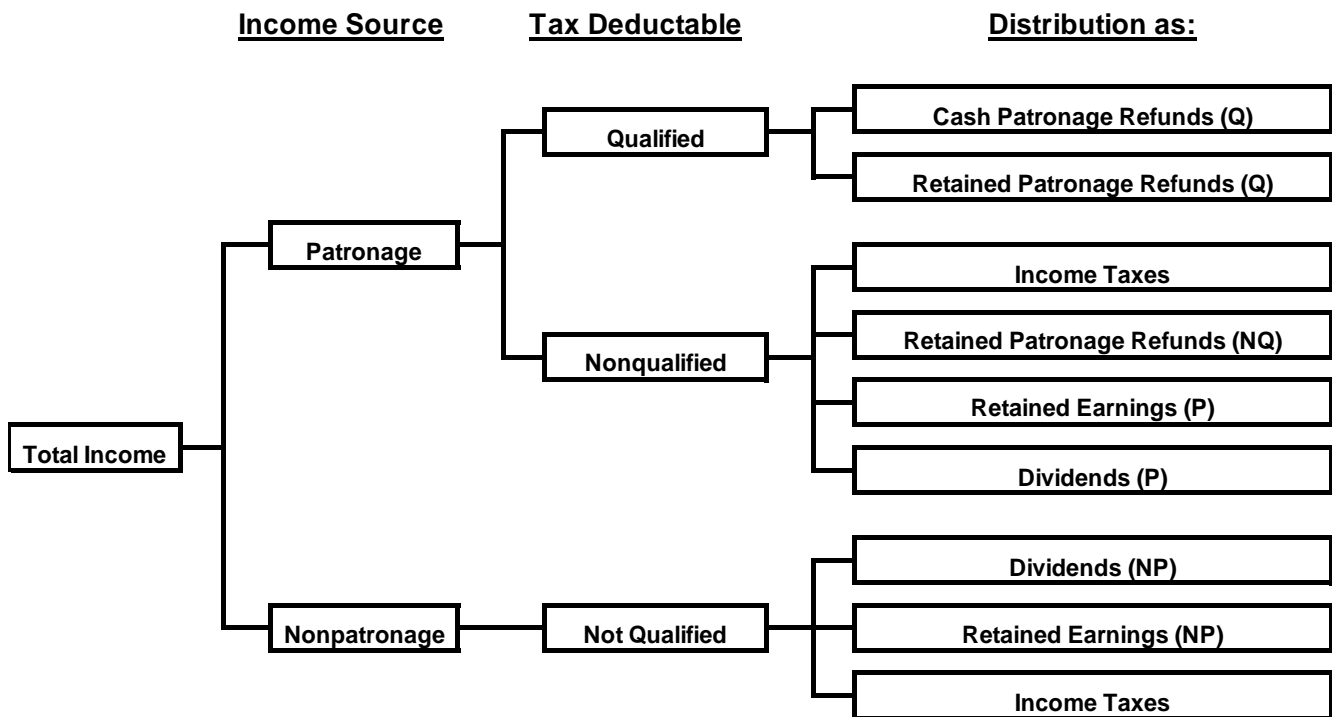 Income Source
Tax Deductable
Distribution as:
Cash Patronage Refunds (Q)
Qualified
Retained Patronage Refunds (Q)
Patronage
Income Taxes
Retained Patronage Refunds (NQ)
Nonqualified
Retained Earnings (P)
Total Income
Dividends (P)
Dividends (NP)
Nonpatronage
Not Qualified
Retained Earnings (NP)
Income Taxes